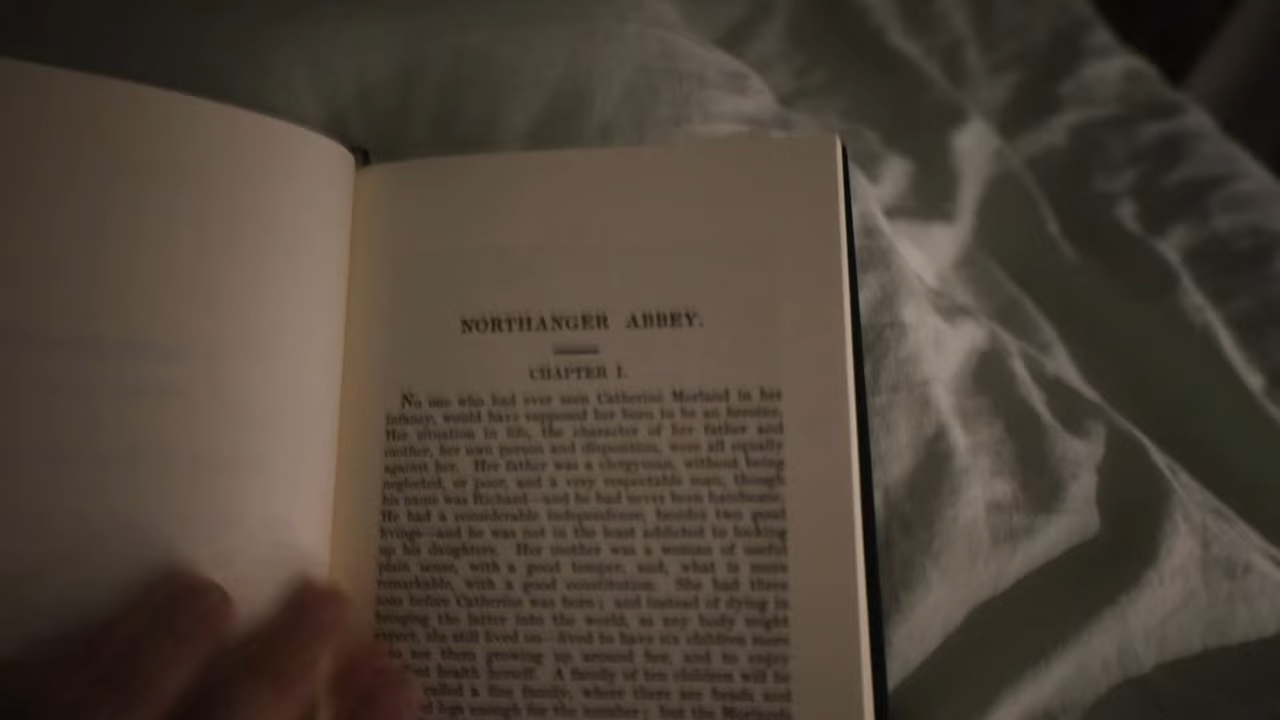 NORTHANGER ABBEY.
CHAPTER I.
No one who had ever seen Catherine Morland in her
infancy, would have supposed her born to be an heroine.
Her situation in life, the character of her father and
mother, her own person and disposition, were all equally
against her. Her father was a clergyman, without being
neglected, or poor, and a very respectable man, though
his name was Richard—and he had never been handsome.
He had a considerable independence, besides two good
livings—and he was not in the least addicted to locking
up his daughters. Her mother was a woman of useful
plain sense, with a good temper, and, what is more
remarkable, with a good constitution. She had three
sons before Catherine was born; and instead of dying in
bringing the latter into the world, as any body might
expect, she still lived on—lived to have six children more
to see them growing up around her, and to enjoy
health herself. A family of ten children will be
called a fine family, where there are heads and
legs enough for the number; but the Morlands